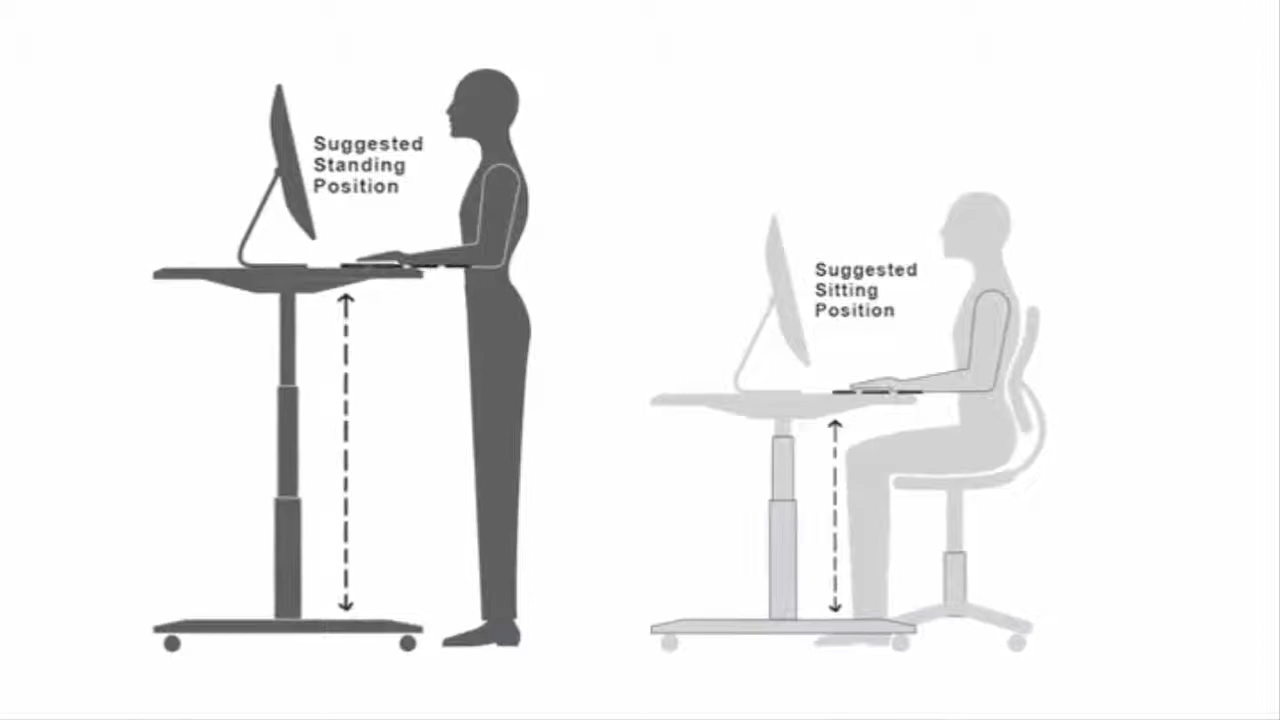 Suggested
Standing
Position
Suggested
Sitting
Position